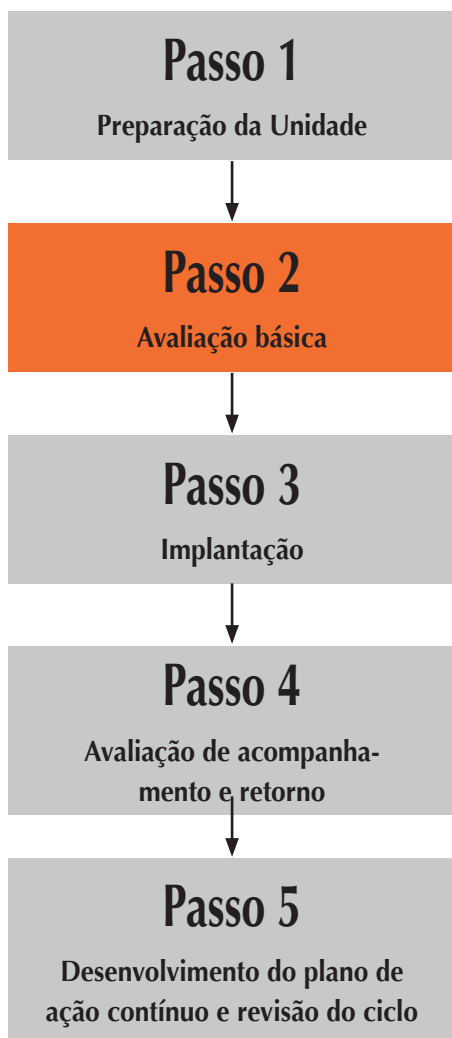 Passo 1
Preparação da Unidade
Passo 2
Avaliação básica
Passo 3
Implantação
Passo 4
Avaliação de acompanha-
mento e retorno
Passo 5
Desenvolvimento do plano de
ação contínuo e revisão do ciclo